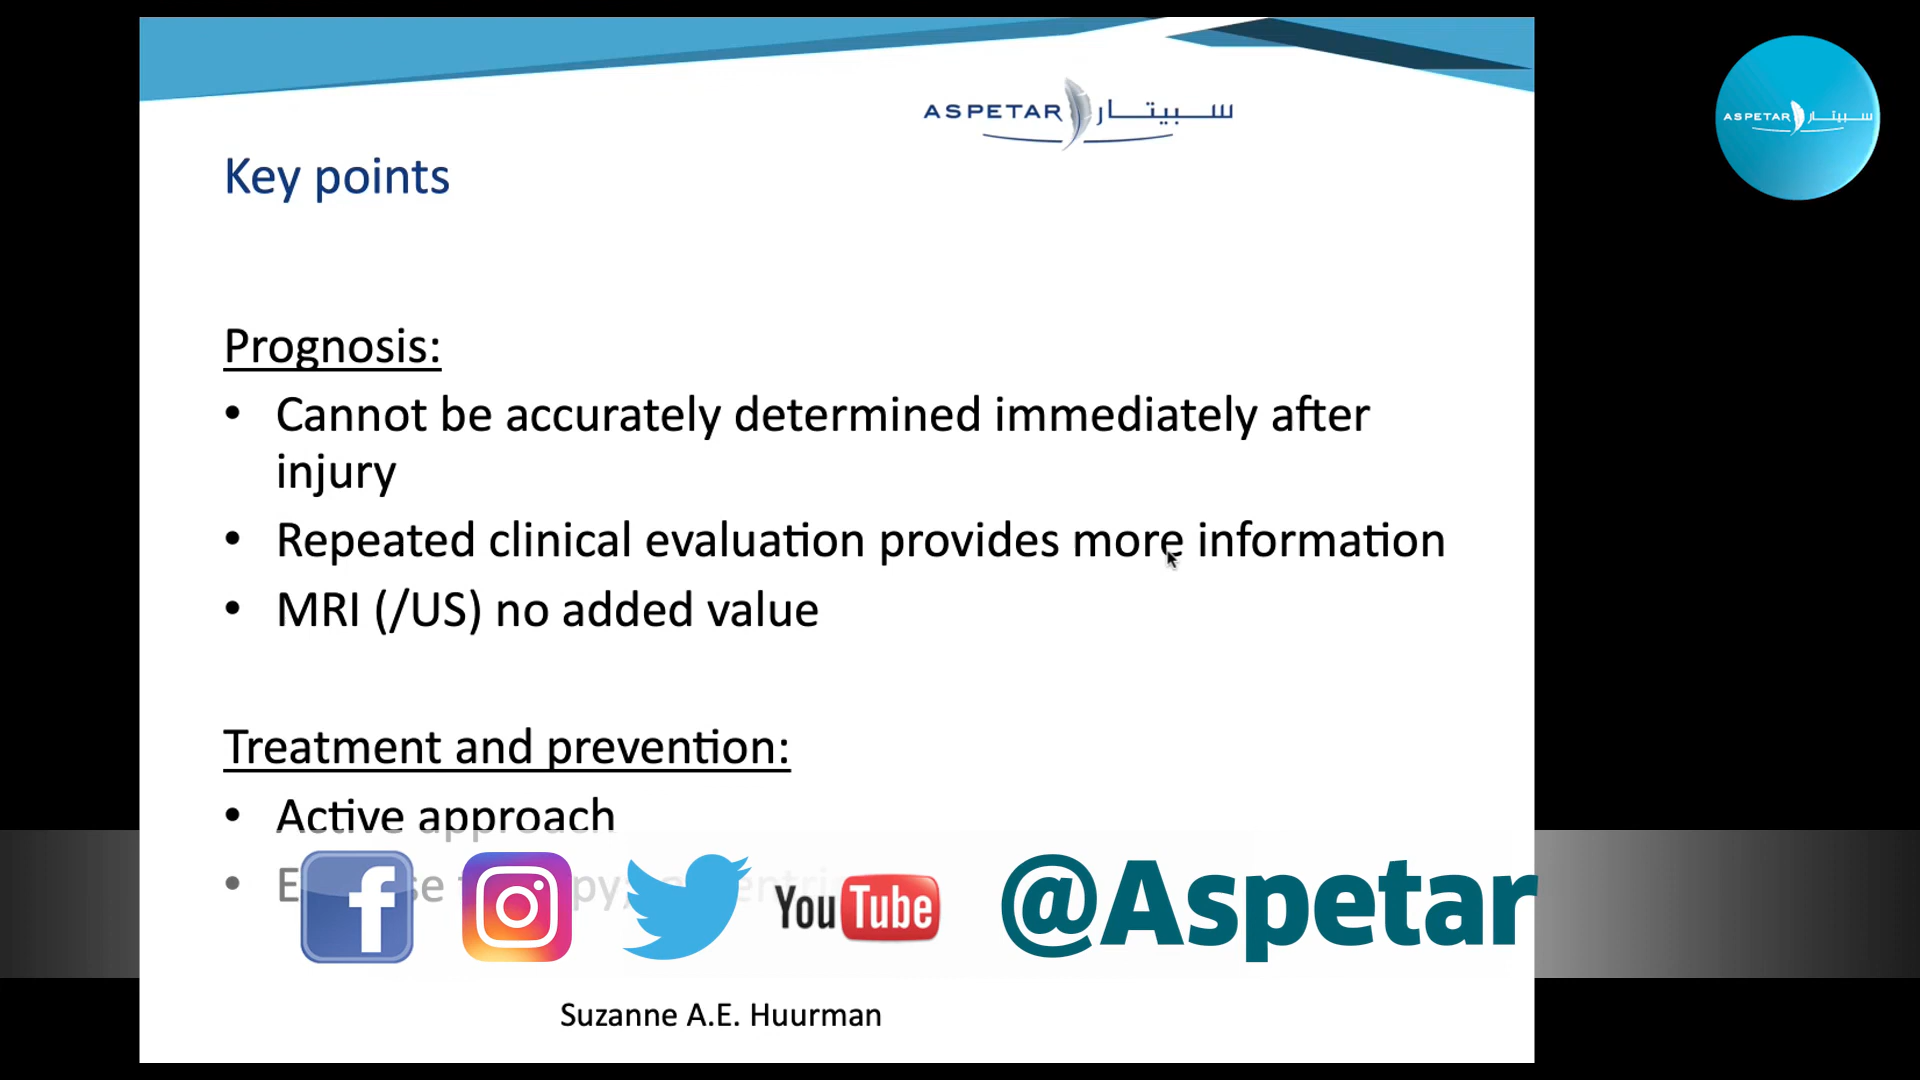 ASPETAR سبيتار
ASPETAR سبيتار
Key points
Prognosis:
• Cannot be accurately determined immediately after
injury
• Repeated clinical evaluation provides more information
• MRI (/US) no added value
Treatment and prevention:
• Active approach
•
f You Tube @Aspetar
Suzanne A.E. Huurman